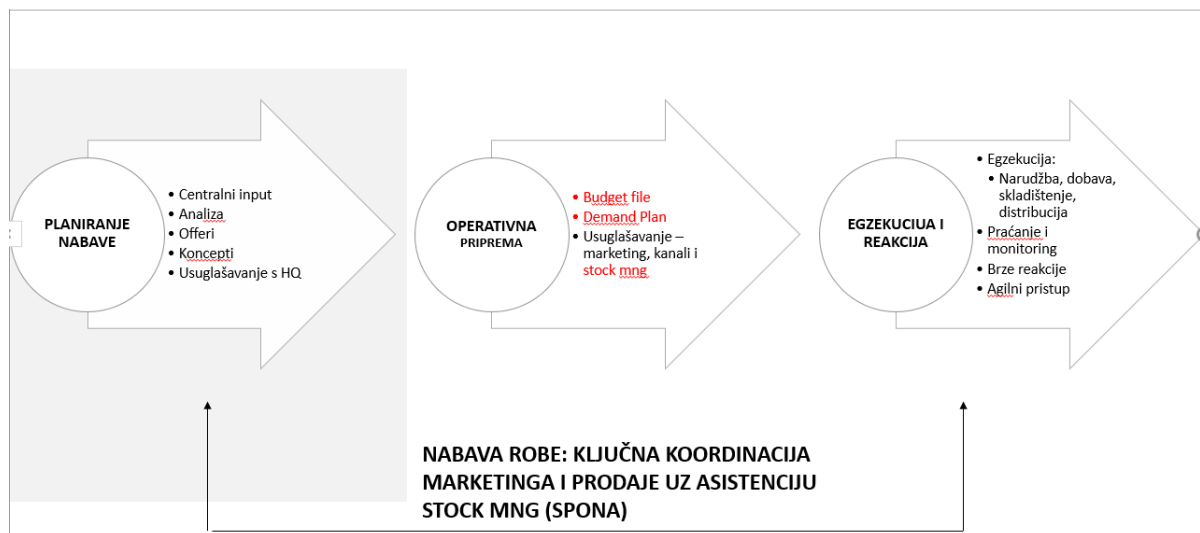 PLANIRANJE
NABAVE
• Centralni input
• Analiza
• Offeri
• Koncepti
• Usuglašavanje s HQ
OPERATIVNA
PRIPREMA
• Budget file
• Demand Plan
• Usuglašavanje –
marketing, kanali i
stock mng
EGZEKUCIJA I
REAKCIJA
• Egzekucija:
• Narudžba, dobava,
skladištenje,
distribucija
• Praćanje i
monitoring
• Brze reakcije
• Agilni pristup
NABAVA ROBE: KLJUČNA KOORDINACIJA
MARKETINGA I PRODAJE UZ ASISTENCIJU
STOCK MNG (SPONA)